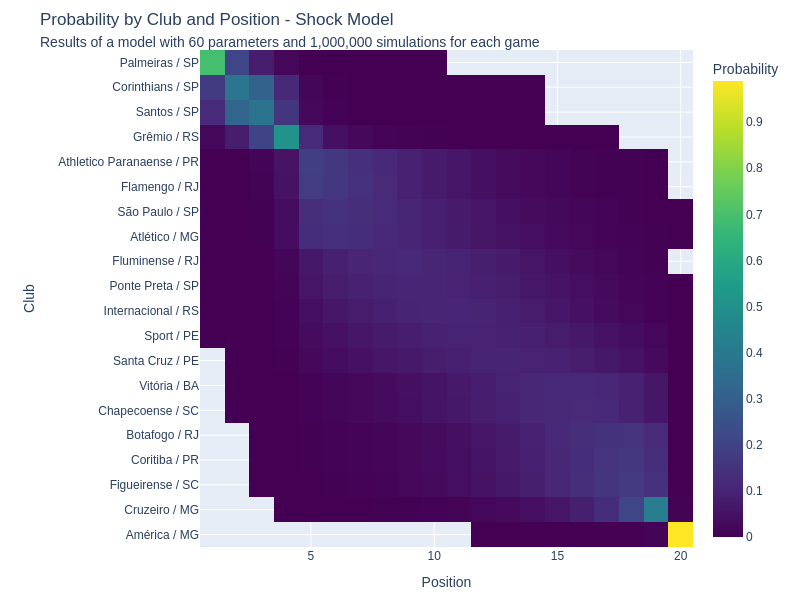 Probability by Club and Position - Shock Model
Results of a model with 60 parameters and 1,000,000 simulations for each game
Probability
Club
Palmeiras / SP
Corinthians / SP
Santos / SP
Grêmio / RS
Athletico Paranaense / PR
Flamengo / RJ
São Paulo / SP
Atlético / MG
Fluminense / RJ
Ponte Preta / SP
Internacional / RS
Sport / PE
Santa Cruz / PE
Vitória / BA
Chapecoense / SC
Botafogo / RJ
Coritiba / PR
Figueirense / SC
Cruzeiro / MG
América / MG
0.9
0.8
0.7
0.6
0.5
0.4
0.3
0.2
0.1
0
5
10
15
20
Position